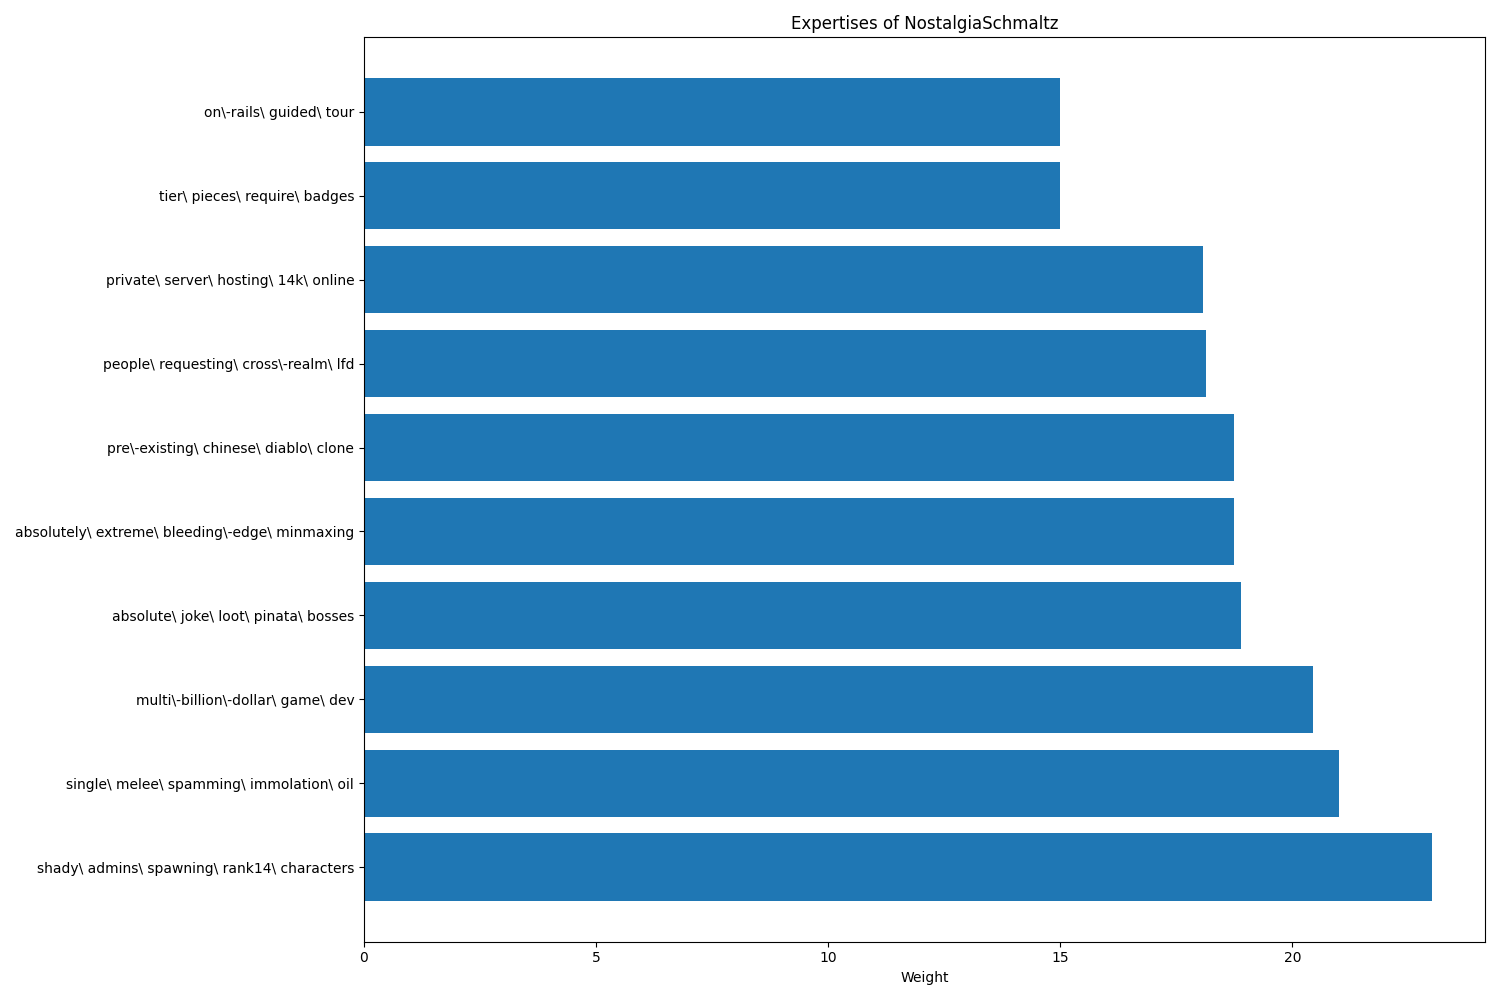 Expertises of NostalgiaSchmaltz
on\-rails\ guided\ tour
tier\ pieces\ require\ badges
private\ server\ hosting\ 14k\ online
people\ requesting\ cross\-realm\ lfd
pre\-existing\ chinese\ diablo\ clone
absolutely\ extreme\ bleeding\-edge\ minmaxing
absolute\ joke\ loot\ pinata\ bosses
multi\-billion\-dollar\ game\ dev
single\ melee\ spamming\ immolation\ oil
shady\ admins\ spawning\ rank14\ characters
0 5 10 15 20
Weight